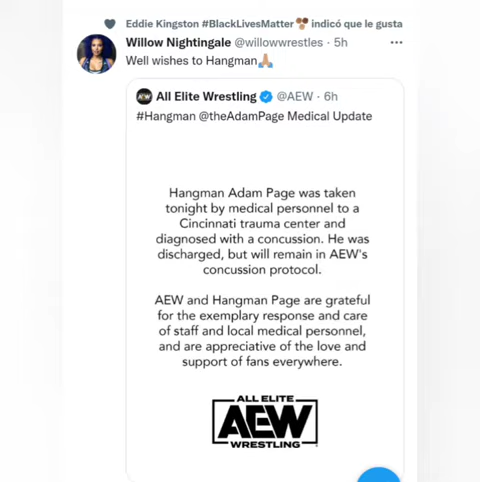 Eddie Kingston #BlackLivesMatter✊🏽 indicó que le gusta
Willow Nightingale @willowwrestles · 5h
Well wishes to Hangman🙏🏽
AEW
All Elite Wrestling @AEW · 6h
#Hangman @theAdamPage Medical Update
Hangman Adam Page was taken
tonight by medical personnel to a
Cincinnati trauma center and
diagnosed with a concussion. He was
discharged, but will remain in AEW's
concussion protocol.
AEW and Hangman Page are grateful
for the exemplary response and care
of staff and local medical personnel,
and are appreciative of the love and
support of fans everywhere.
ALL ELITE
AEW
WRESTLING